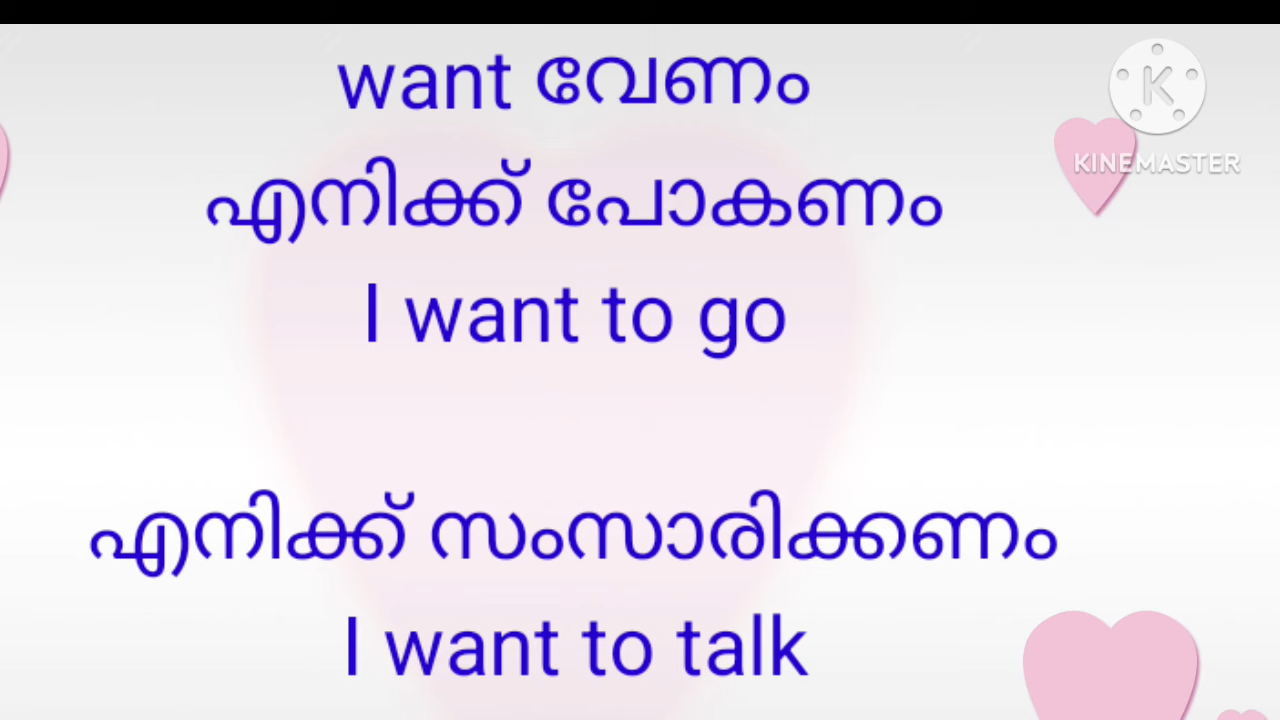 want വേണം
എനിക്ക് പോകണം
I want to go
എനിക്ക് സംസാരിക്കണം
I want to talk
K
KINEMASTER